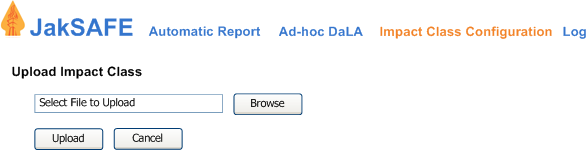 JakSAFE Automatic Report Ad-hoc DaLA Impact Class Configuration Log
Upload Impact Class
Select File to Upload Browse
Upload Cancel